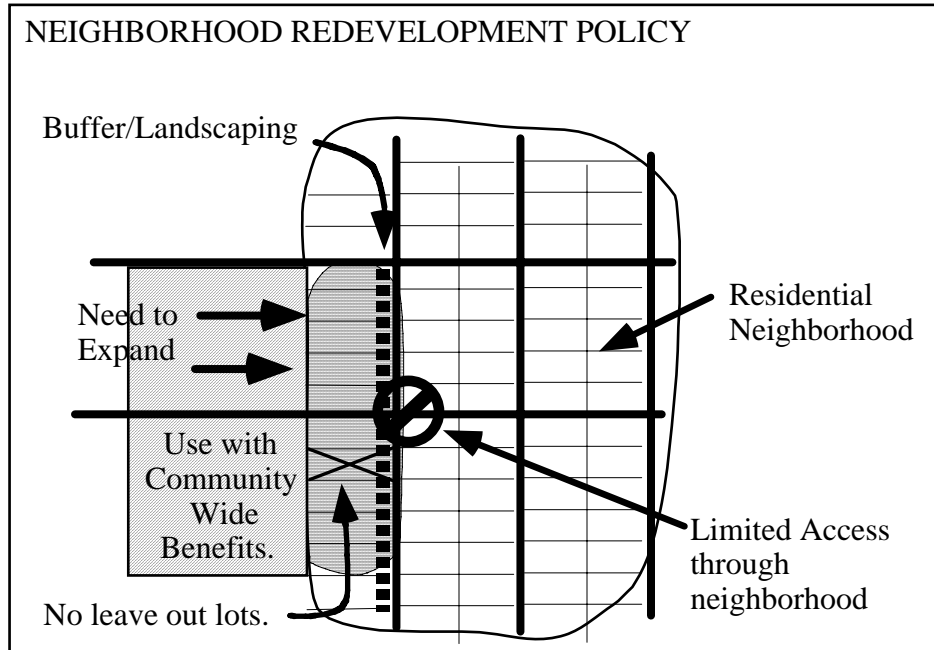 NEIGHBORHOOD REDEVELOPMENT POLICY
Buffer/Landscaping
Need to
Expand
Residential
Neighborhood
Use with
Community
Wide
Benefits.
Limited Access
through
neighborhood
No leave out lots.